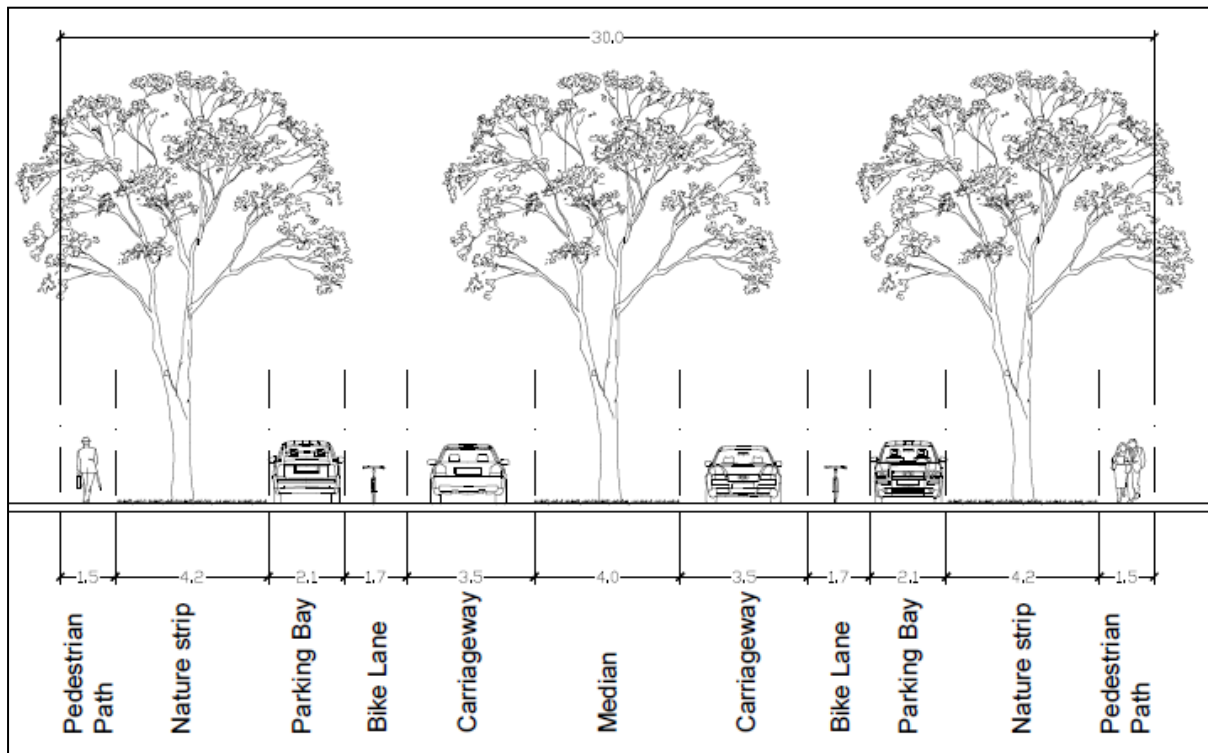 30.0
1.5 4.2 2.1 1.7 3.5 4.0 3.5 1.7 2.1 4.2 1.5
Pedestrian
Path
Nature strip
Parking Bay
Bike Lane
Carriageway
Median
Carriageway
Bike Lane
Parking Bay
Nature strip
Pedestrian
Path